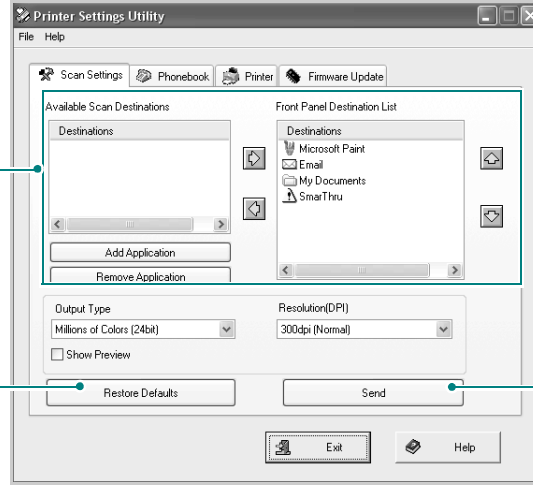 Printer Settings Utility
File Help
Scan Settings Phonebook Printer Firmware Update
Available Scan Destinations Front Panel Destination List
Destinations Destinations
Microsoft Paint
Email
My Documents
SmarThru
Add Application
Remove Application
Output Type Resolution(DPI)
Millions of Colors (24bit) 300dpi (Normal)
Show Preview
Restore Defaults Send
Exit Help